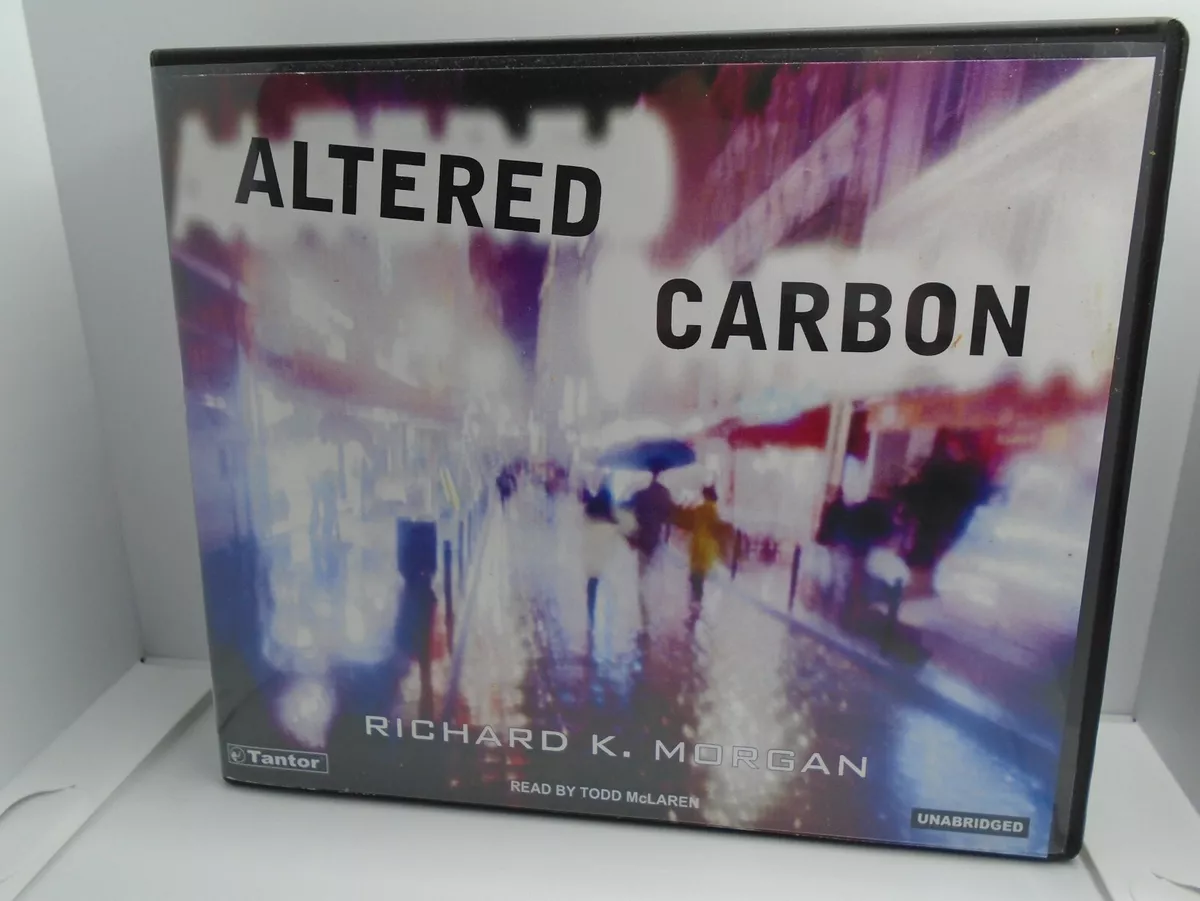 ALTERED
CARBON
RICHARD K. MORGAN
Tantor
READ BY TODD McLAREN
UNABRIDGED